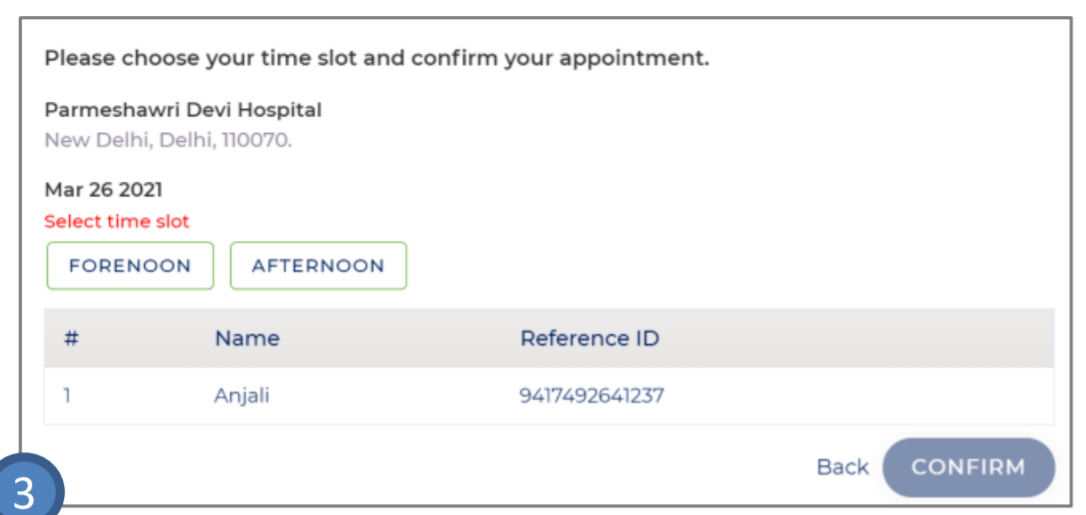 Please choose your time slot and confirm your appointment.
Parmeshawri Devi Hospital
New Delhi, Delhi, 110070.
Mar 26 2021
Select time slot
FORENOON AFTERNOON
# Name Reference ID
1 Anjali 9417492641237
Back CONFIRM
3